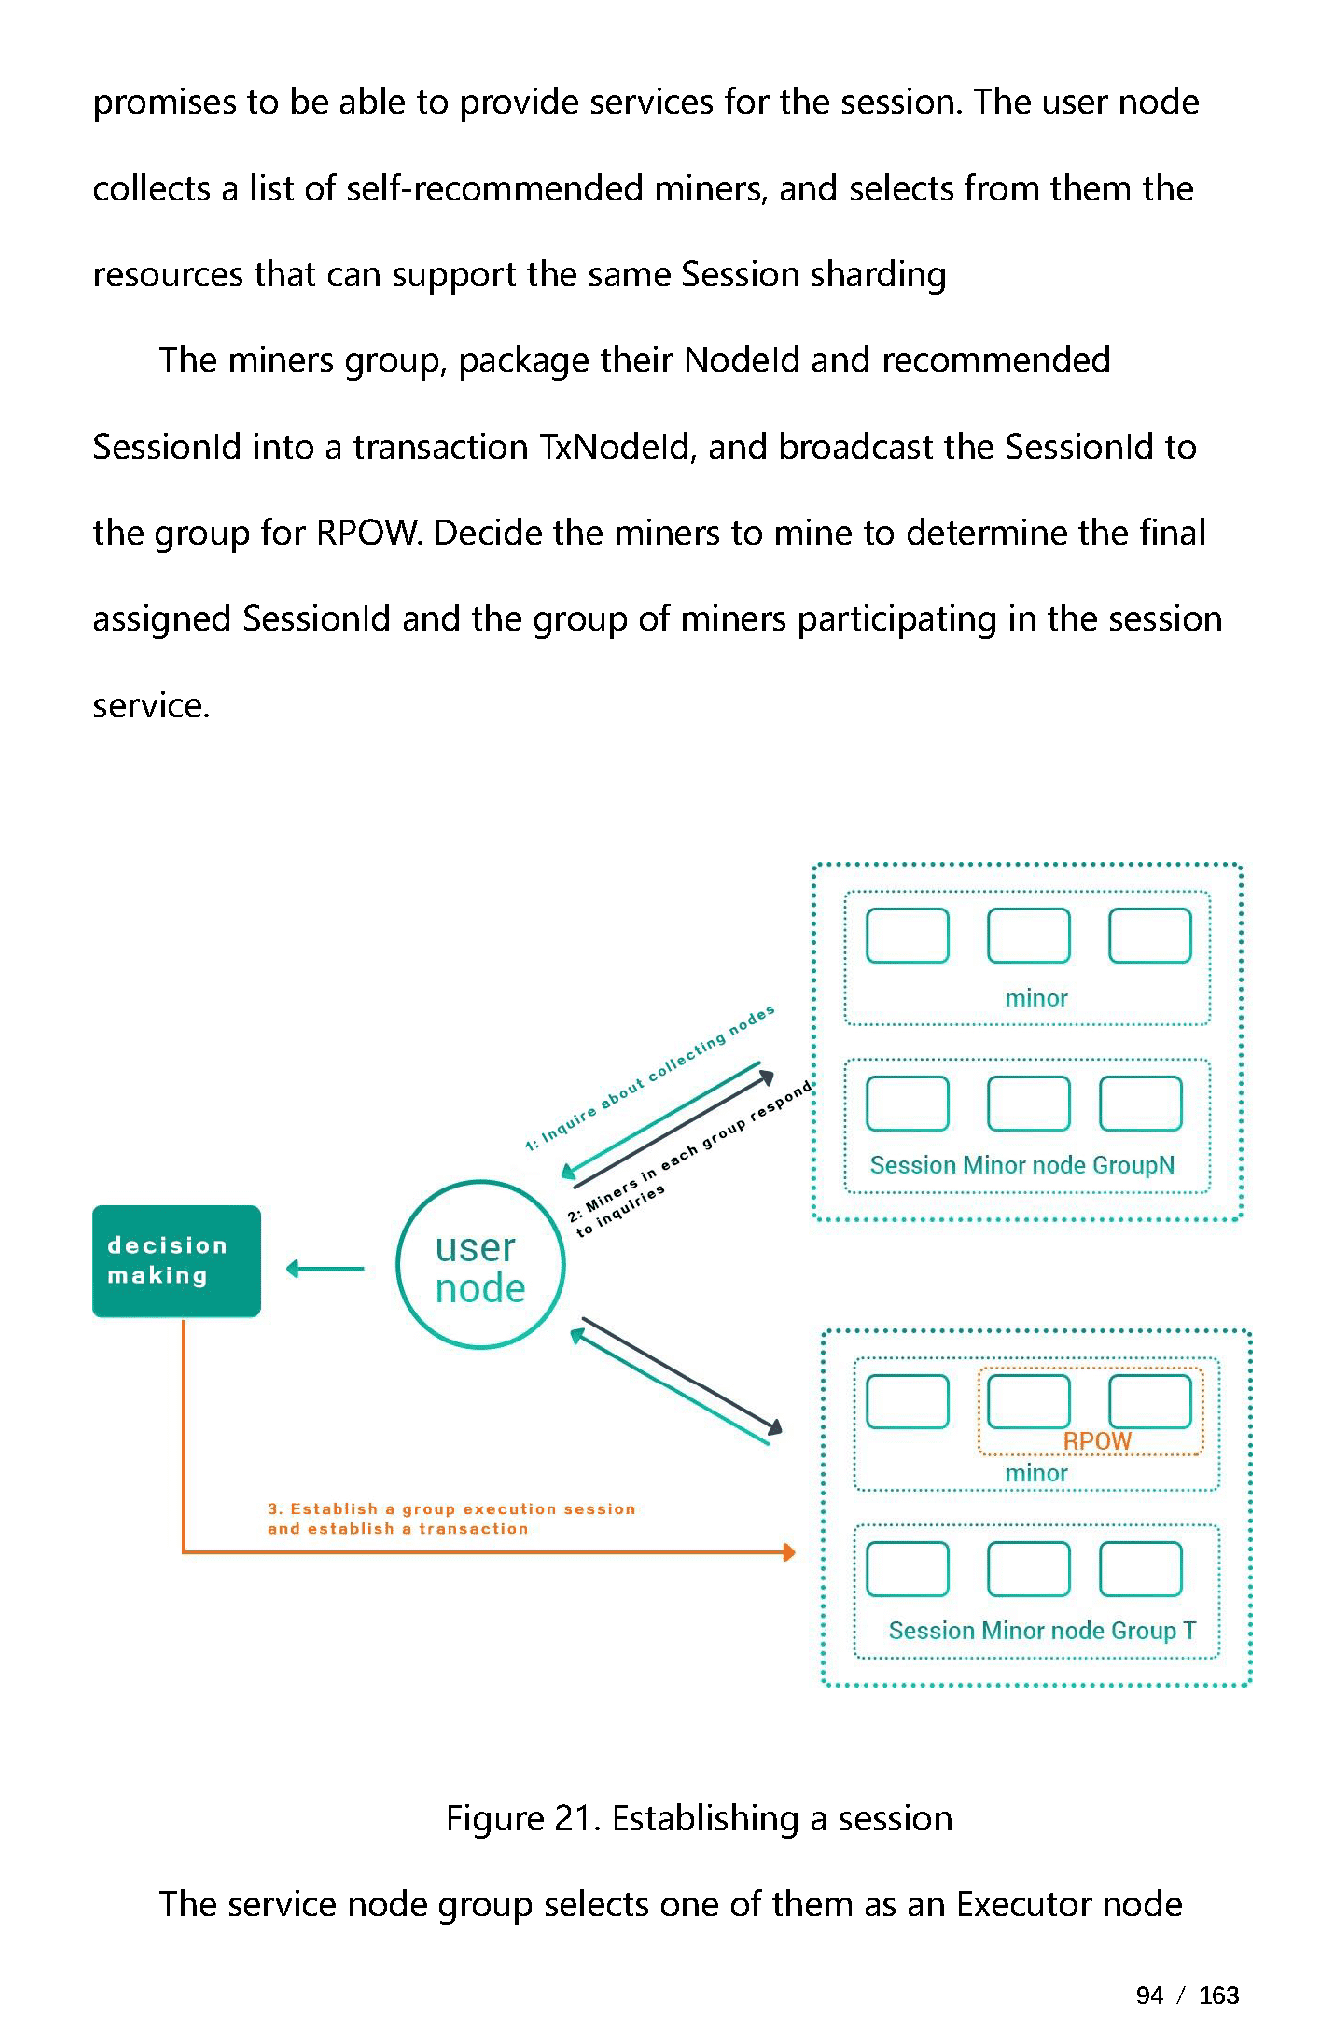 promises to be able to provide services for the session. The user node
collects a list of self-recommended miners, and selects from them the
resources that can support the same Session sharding
The miners group, package their NodeId and recommended
SessionId into a transaction TxNodeId, and broadcast the SessionId to
the group for RPOW. Decide the miners to mine to determine the final
assigned SessionId and the group of miners participating in the session
service.
minor
1: Inquire about collecting nodes
2: Miners in each group respond
to inquiries
Session Minor node GroupN
decision
making
user
node
RPOW
minor
3. Establish a group execution session
and establish a transaction
Session Minor node Group T
Figure 21. Establishing a session
The service node group selects one of them as an Executor node
94 / 163